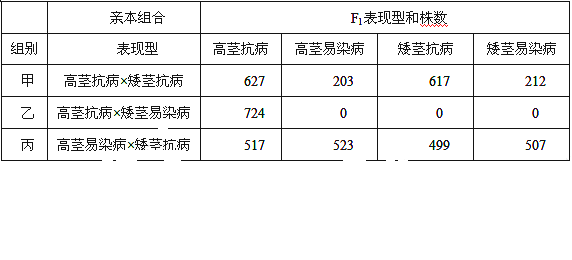 亲本组合 F1表现型和株数
组别 表现型 高茎抗病 高茎易染病 矮茎抗病 矮茎易染病
甲 高茎抗病×矮茎抗病 627 203 617 212
乙 高茎抗病×矮茎易染病 724 0 0 0
丙 高茎易染病×矮茎抗病 517 523 499 507